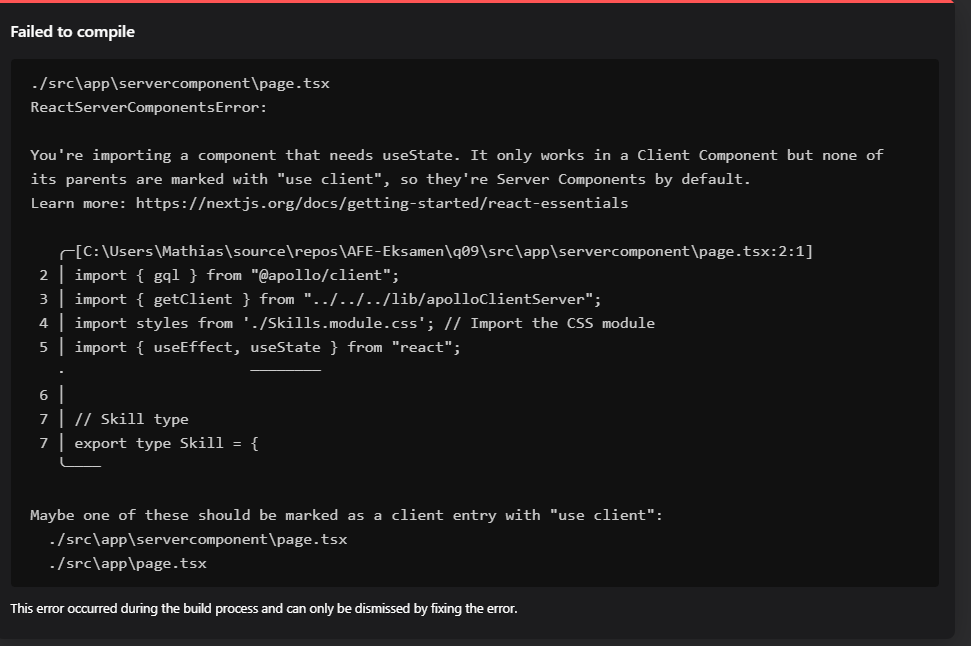 Failed to compile
./src\app\servercomponent\page.tsx
ReactServerComponentsError:
You're importing a component that needs useState. It only works in a Client Component but none of
its parents are marked with "use client", so they're Server Components by default.
Learn more: https://nextjs.org/docs/getting-started/react-essentials
╭─[C:\Users\Mathias\source\repos\AFE-Eksamen\q09\src\app\servercomponent\page.tsx:2:1]
2 │ import { gql } from "@apollo/client";
3 │ import { getClient } from "../../../lib/apolloClientServer";
4 │ import styles from './Skills.module.css'; // Import the CSS module
5 │ import { useEffect, useState } from "react";
· ────────
6 │
7 │ // Skill type
7 │ export type Skill = {
╰────
Maybe one of these should be marked as a client entry with "use client":
./src\app\servercomponent\page.tsx
./src\app\page.tsx
This error occurred during the build process and can only be dismissed by fixing the error.